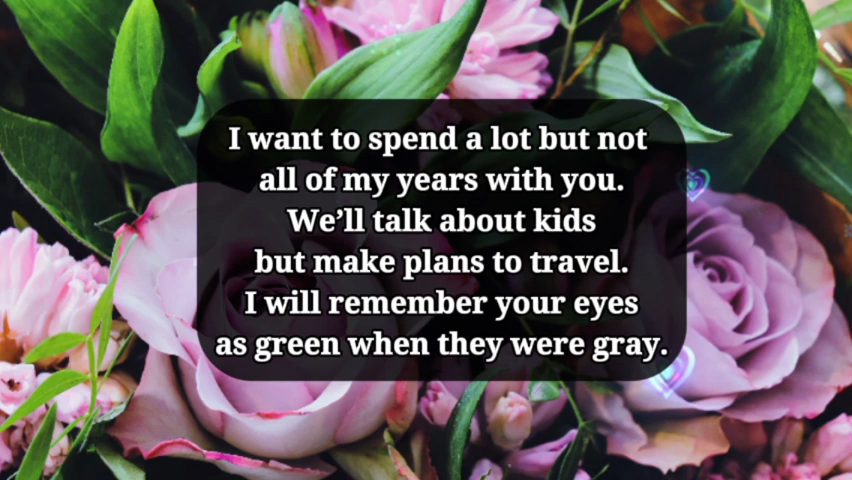 I want to spend a lot but not
all of my years with you.
We’ll talk about kids
but make plans to travel.
I will remember your eyes
as green when they were gray.